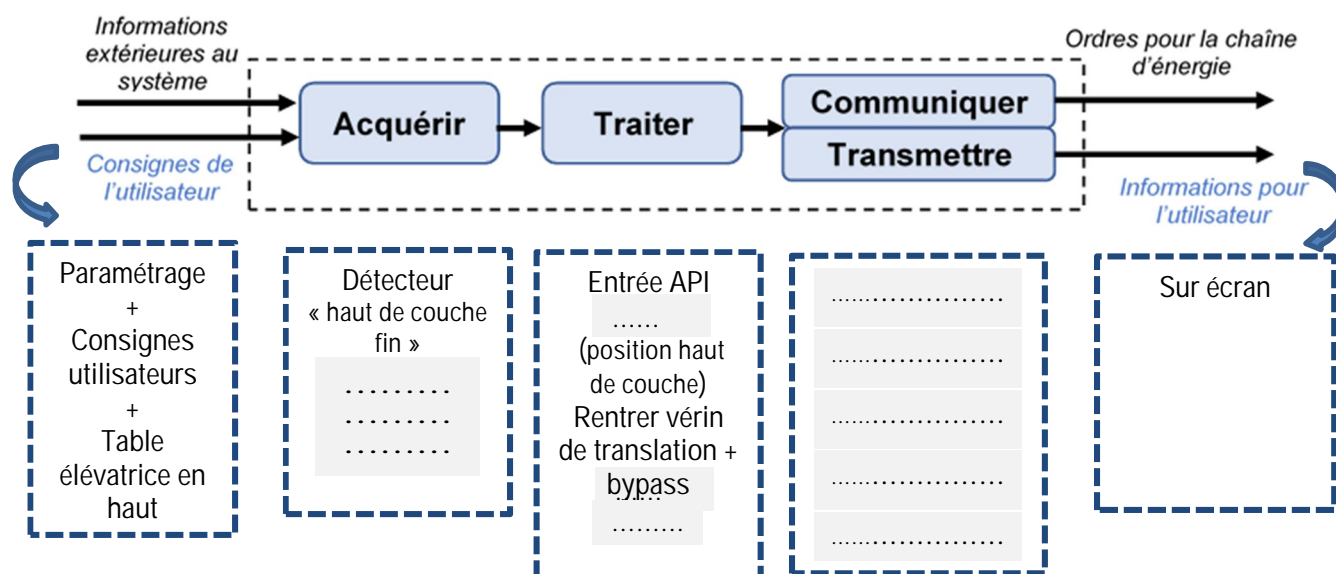 Informations
extérieures au
système
Ordres pour la chaîne
d'énergie
Acquérir
Traiter
Communiquer
Transmettre
Consignes de
l'utilisateur
Informations pour
l'utilisateur
Paramétrage
+
Consignes
utilisateurs
+
Table
élévatrice en
haut
Détecteur
« haut de couche
fin »
.........
.........
.........
Entrée API
......
(position haut
de couche)
Rentrer vérin
de translation +
bypass
......
.........
.....................
.....................
.....................
.....................
.....................
Sur écran